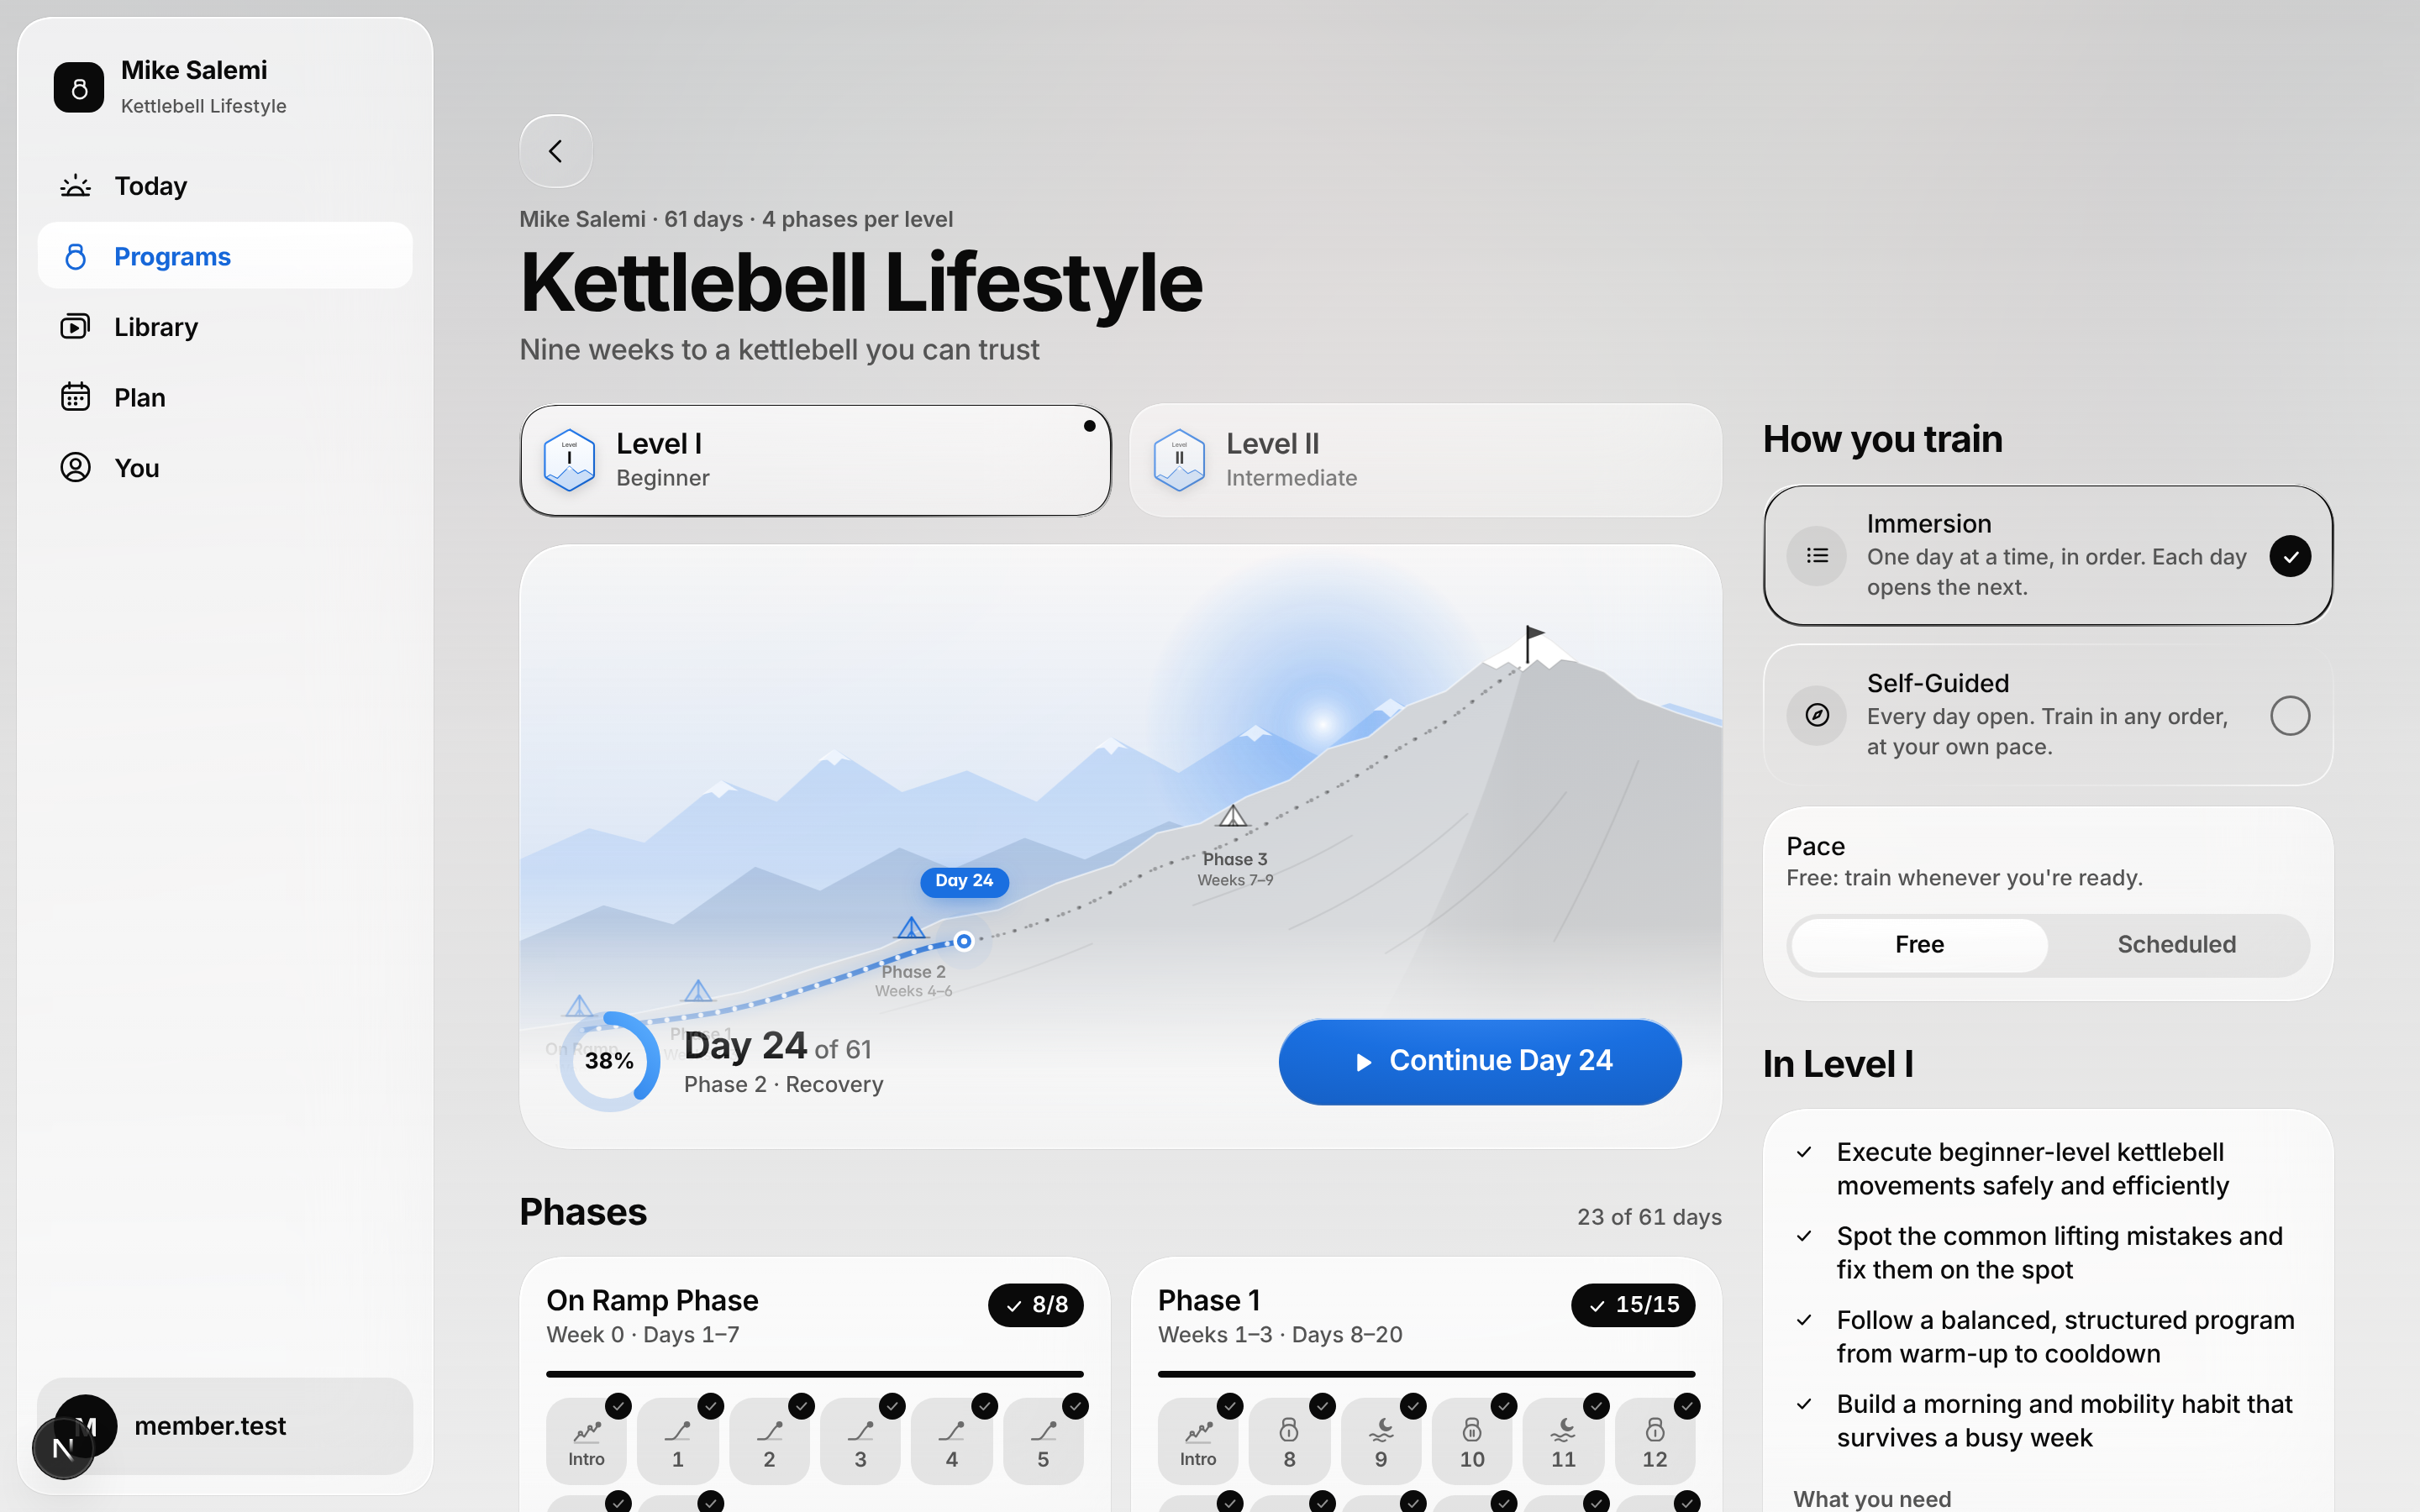 Mike Salemi
Kettlebell Lifestyle
Today
Programs
Library
Plan
You
M
N
member.test
Mike Salemi · 61 days · 4 phases per level
Kettlebell Lifestyle
Nine weeks to a kettlebell you can trust
Level
I
Level I
Beginner
Level
II
Level II
Intermediate
Day 24
Phase 3
Weeks 7–9
Phase 2
Weeks 4–6
Phase 1
On Ramp
38%
Day 24 of 61
Phase 2 · Recovery
Continue Day 24
Phases
23 of 61 days
On Ramp Phase
8/8
Week 0 · Days 1–7
Intro
1
2
3
4
5
Phase 1
15/15
Weeks 1–3 · Days 8–20
Intro
I
8
9
II
10
11
I
12
How you train
Immersion
One day at a time, in order. Each day
opens the next.
Self-Guided
Every day open. Train in any order,
at your own pace.
Pace
Free: train whenever you're ready.
Free
Scheduled
In Level I
Execute beginner-level kettlebell
movements safely and efficiently
Spot the common lifting mistakes and
fix them on the spot
Follow a balanced, structured program
from warm-up to cooldown
Build a morning and mobility habit that
survives a busy week
What you need